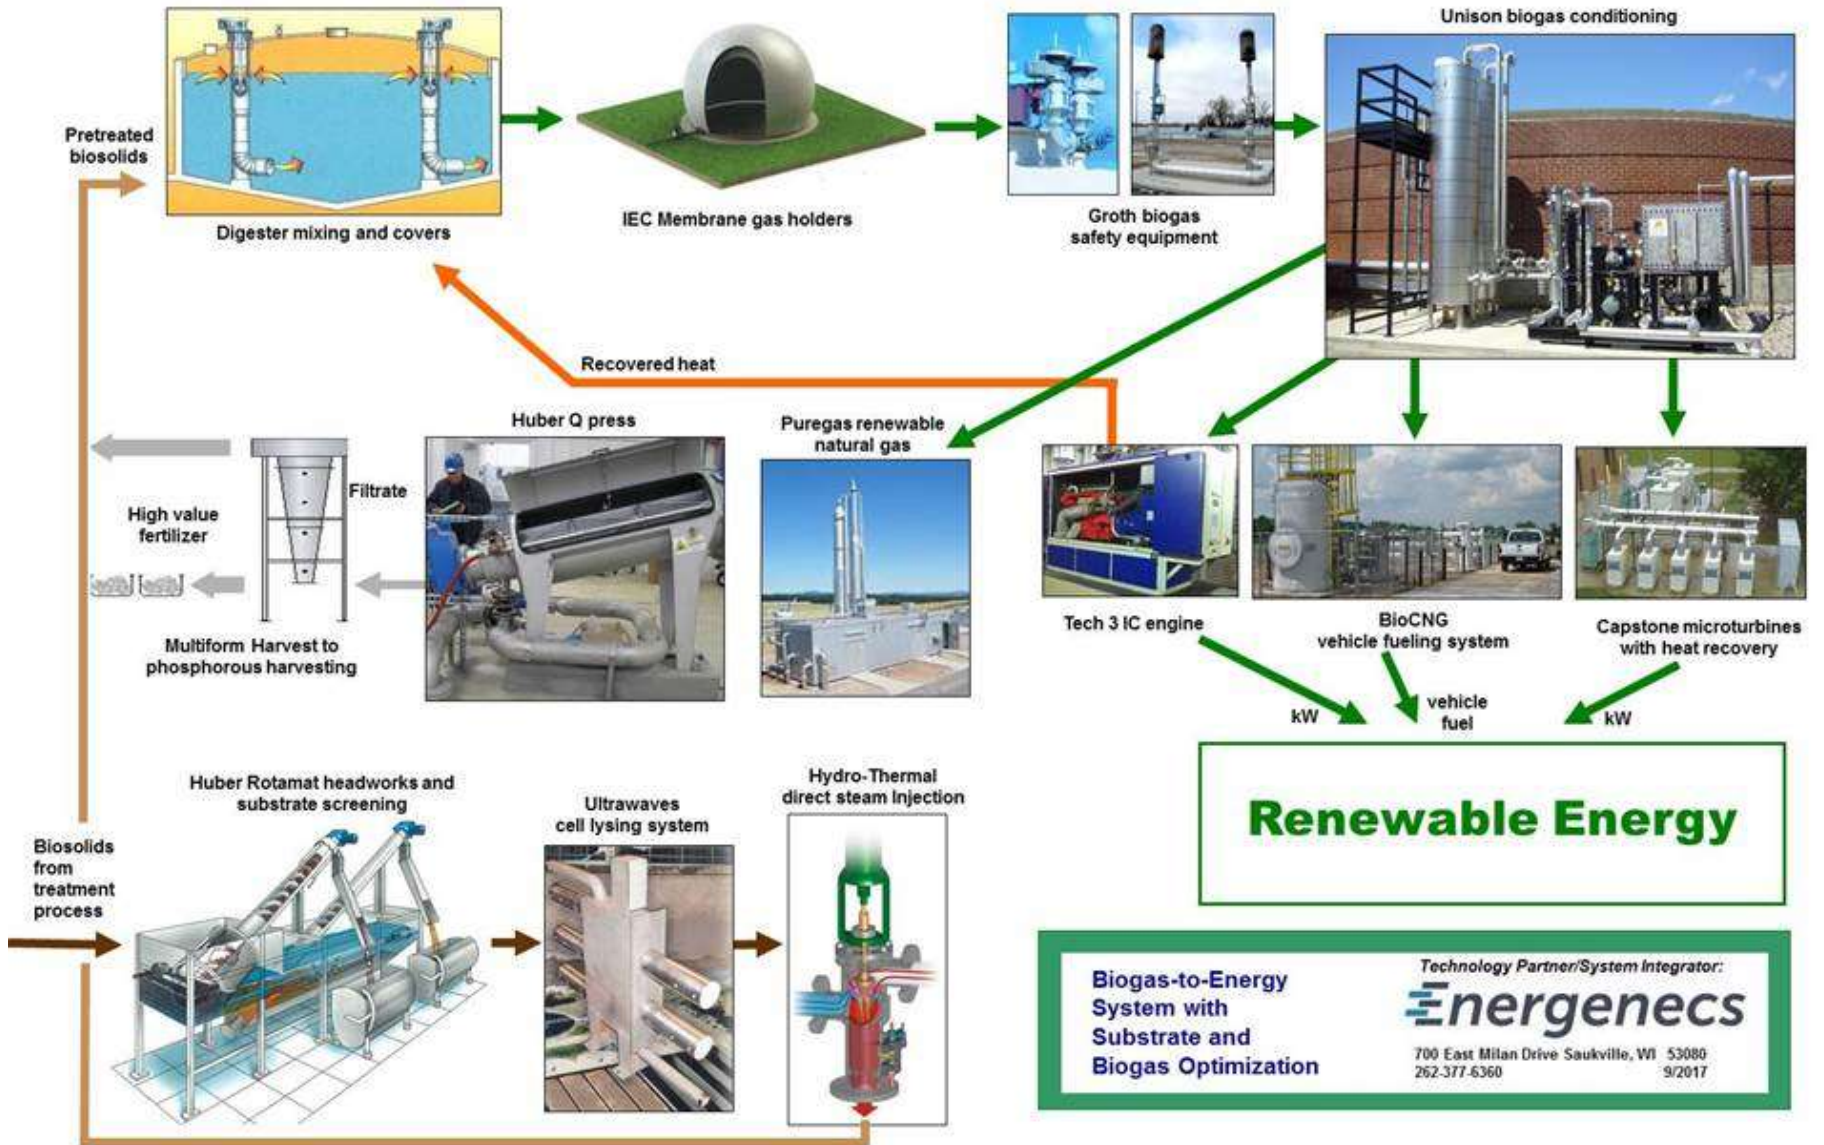 Unison biogas conditioning
Pretreated
biosolids
Digester mixing and covers
IEC Membrane gas holders
Groth biogas
safety equipment
Recovered heat
Huber Q press
Puregas renewable
natural gas
Filtrate
High value
fertilizer
Multiform Harvest to
phosphorous harvesting
Tech 3 IC engine
BioCNG
vehicle fueling system
Capstone microturbines
with heat recovery
kW
vehicle
fuel
kW
Renewable Energy
Huber Rotamat headworks and
substrate screening
Ultrawaves
cell lysing system
Hydro-Thermal
direct steam Injection
Biosolids
from
treatment
process
Biogas-to-Energy
System with
Substrate and
Biogas Optimization
Technology Partner/System Integrator:
Energenecs
700 East Milan Drive Saukville, WI 53080
262-377-6360 9/2017